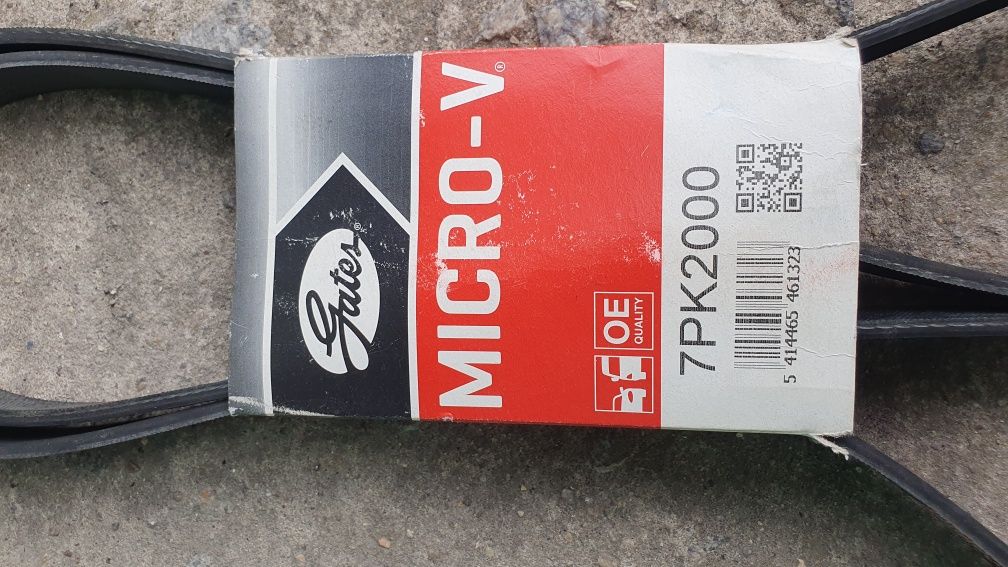 Gates®
MICRO-V®
OE
QUALITY
7PK2000
5 414465 461323